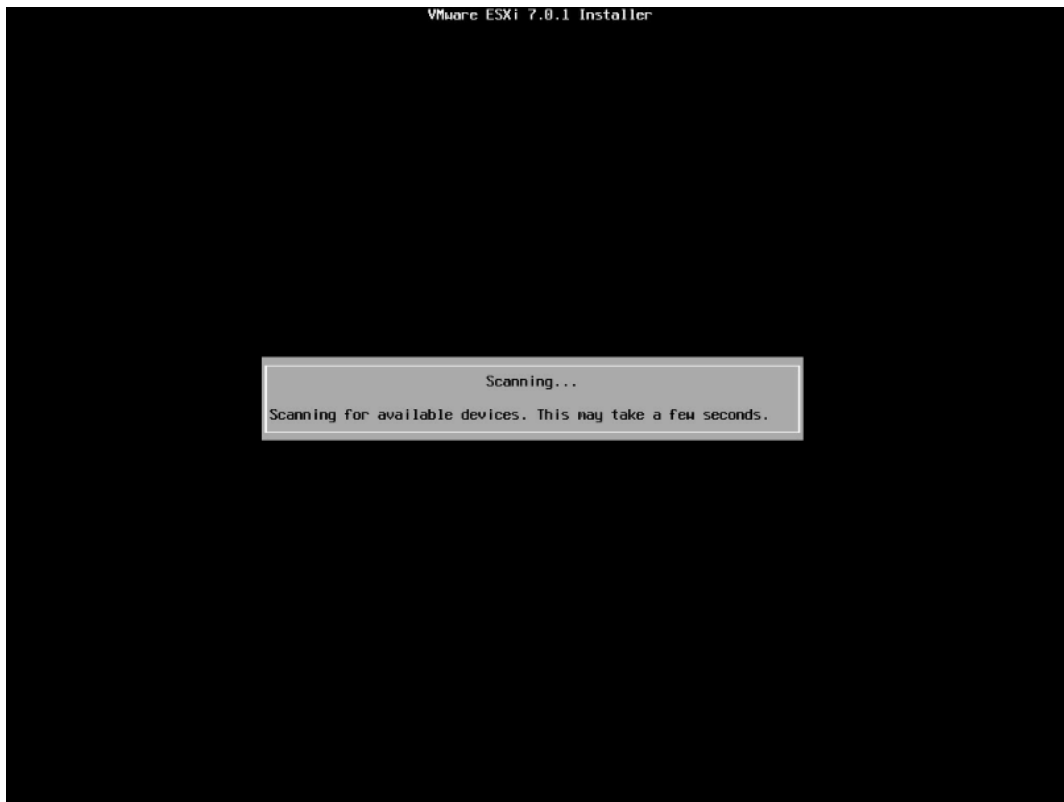 VMware ESXi 7.0.1 Installer
Scanning...
Scanning for available devices. This may take a few seconds.